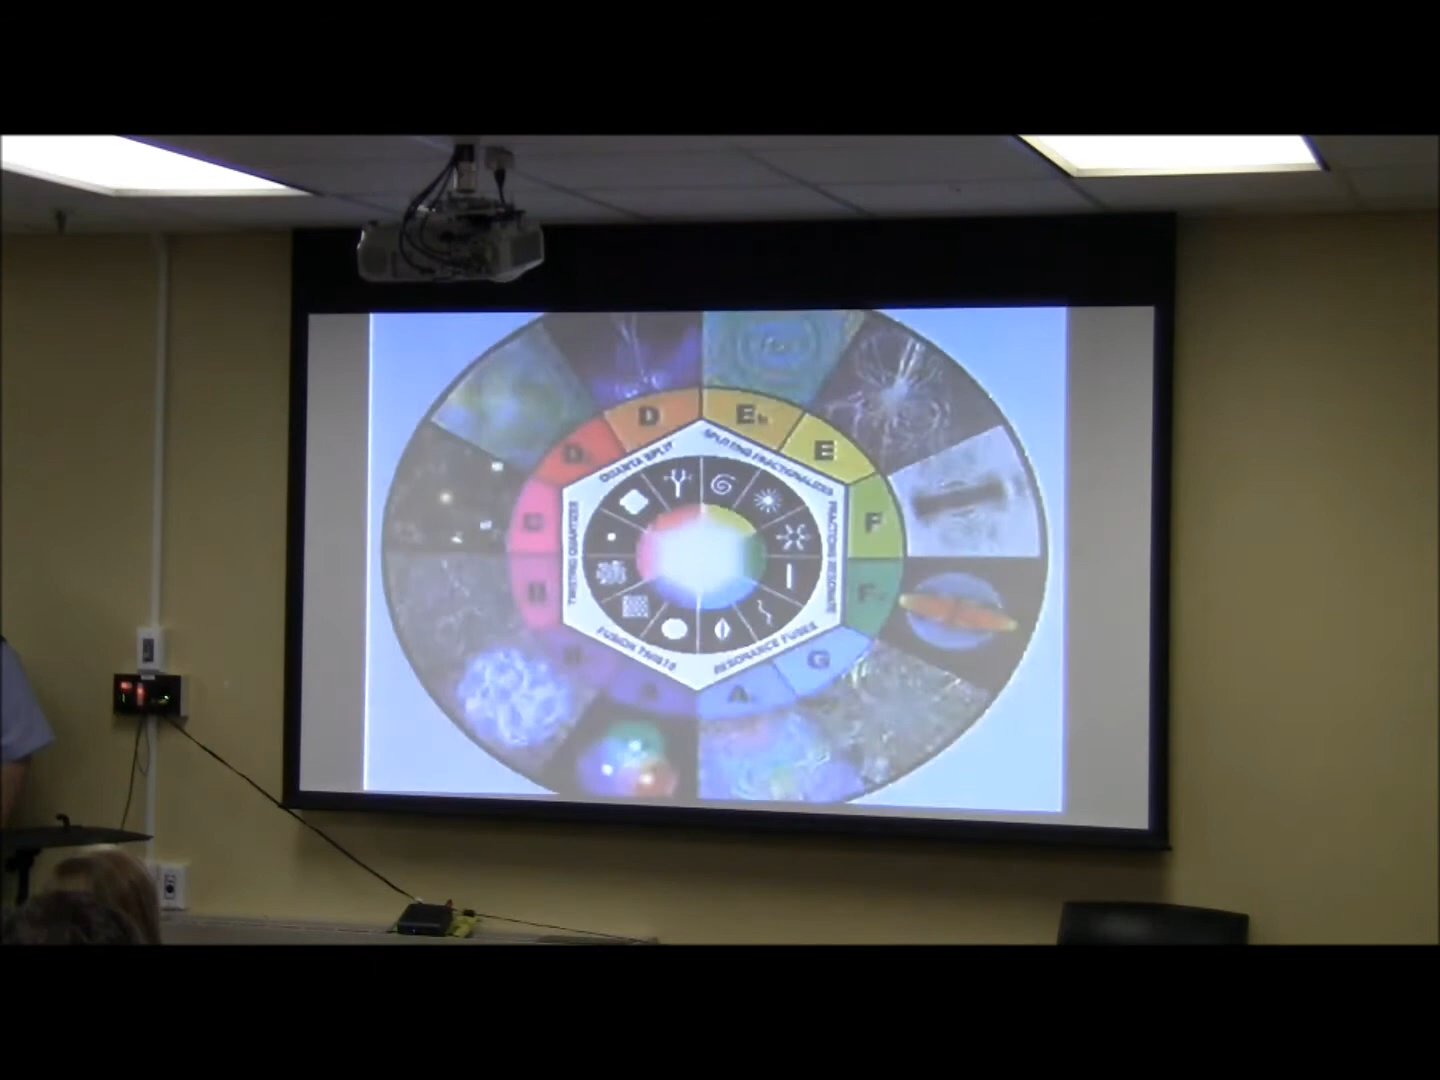 D
E♭
E
F
F
G
A
A
B
C
D
QUANTA SPLIT
SPLITTING FRACTIONALIZES
FRACTIONS RESONATE
RESONANCE FUSES
FUSION TWISTS
TWISTING QUANTIZES